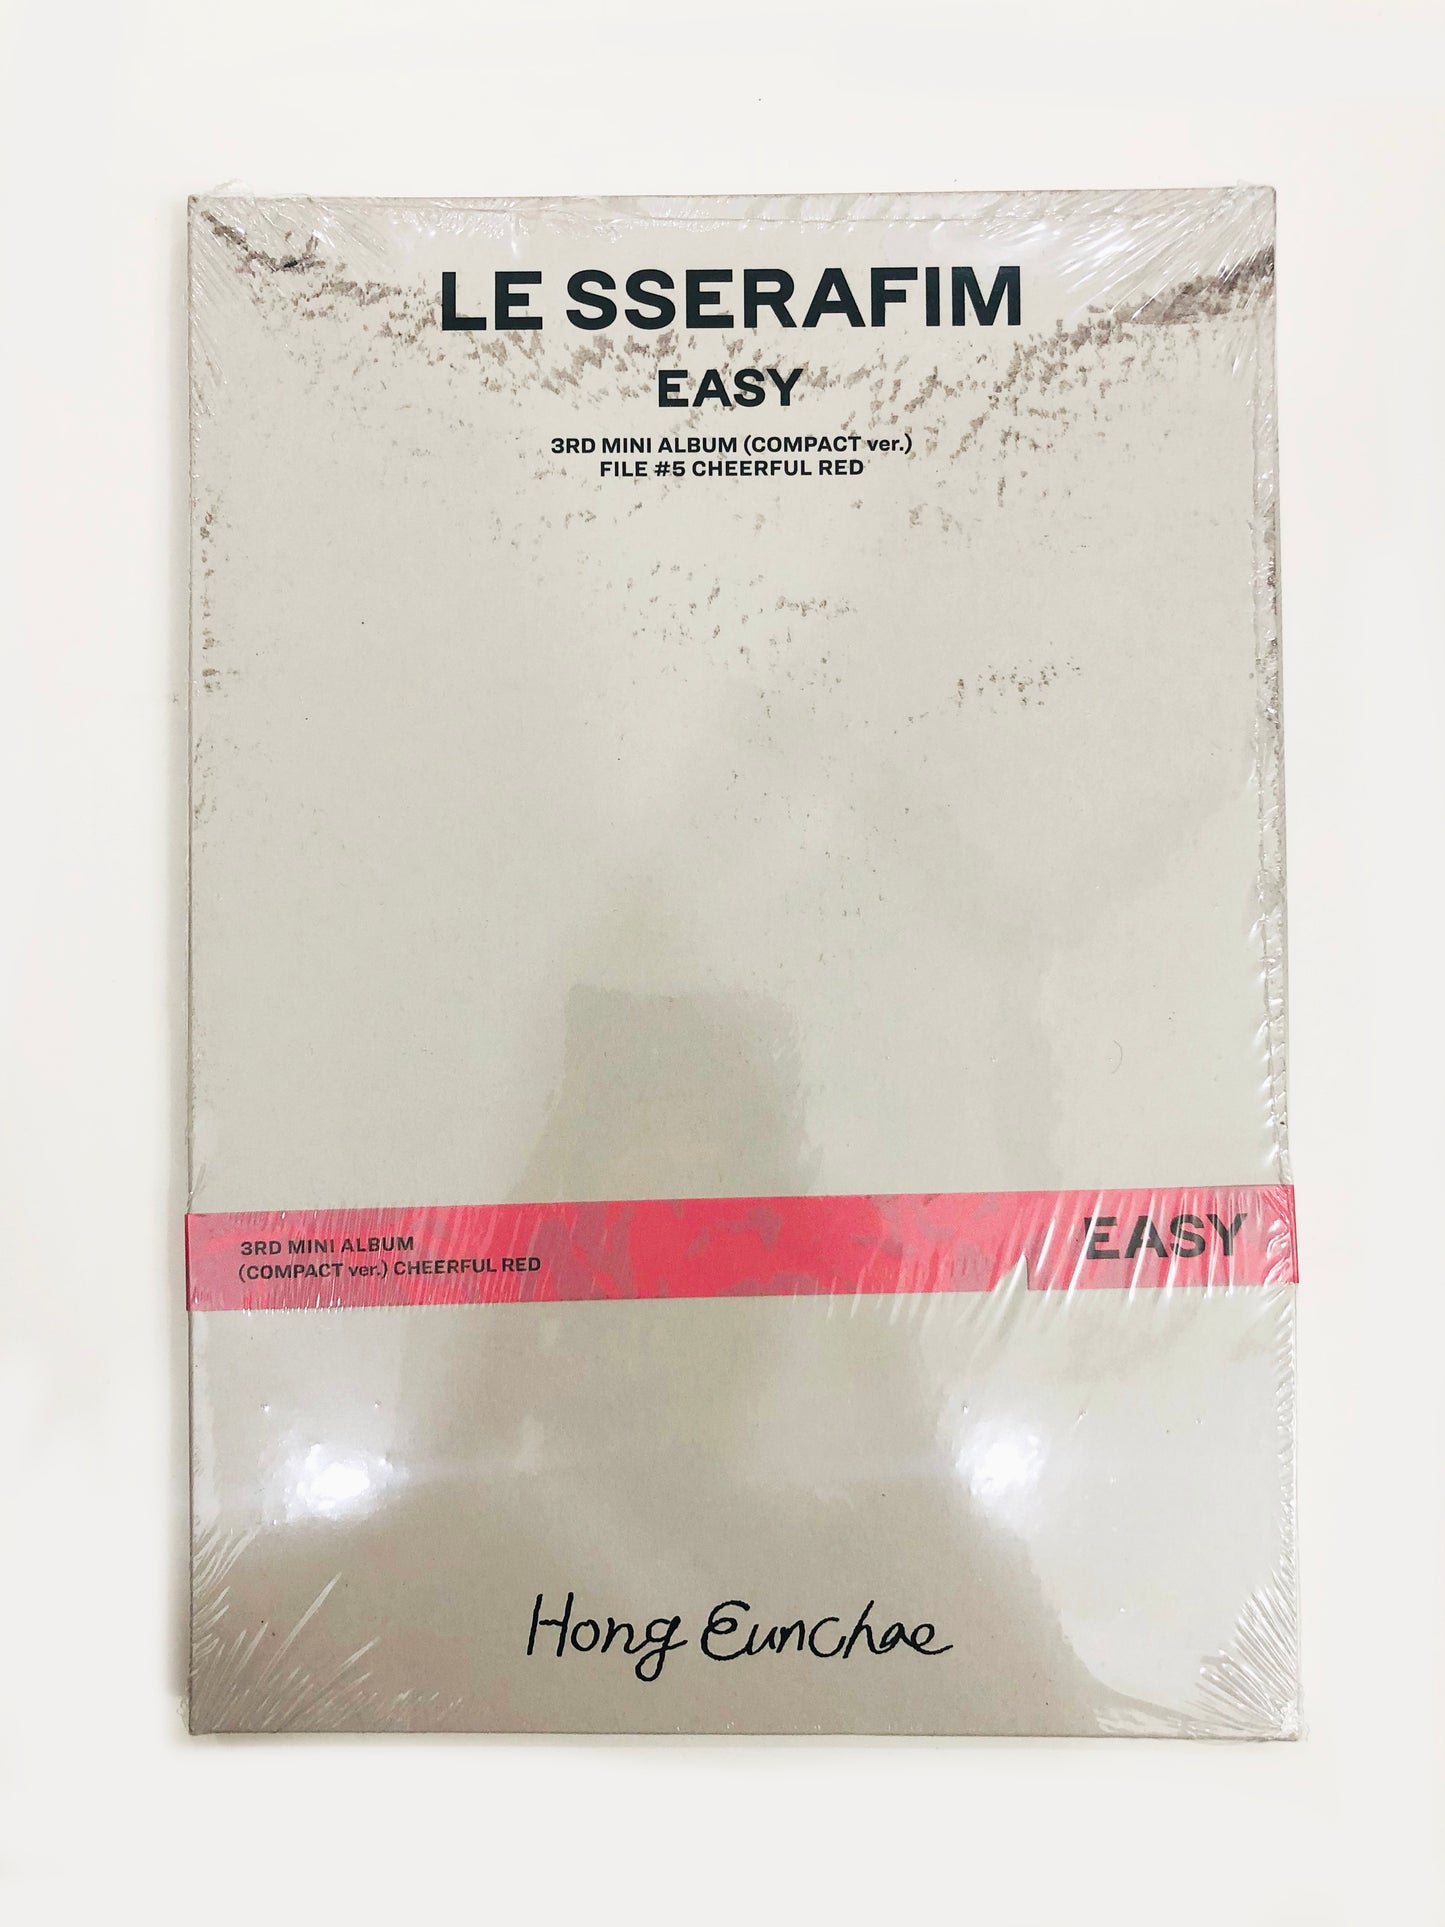 LE SSERAFIM
EASY
3RD MINI ALBUM (COMPACT ver.)
FILE #5 CHEERFUL RED
3RD MINI ALBUM
(COMPACT ver.) CHEERFUL RED
EASY
Hong Eunchae